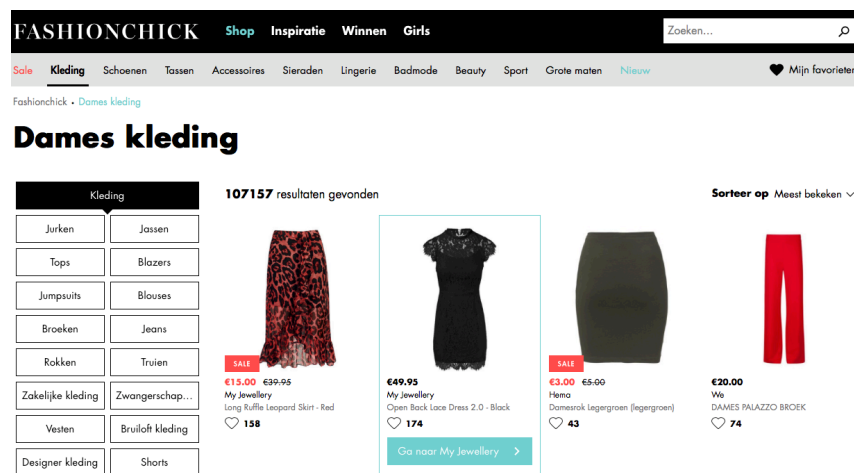 FASHIONCHICK Shop Inspiratie Winnen Girls Zoeken...
Sale Kleding Schoenen Tassen Accessoires Sieraden Lingerie Badmode Beauty Sport Grote maten Nieuw Mijn favorieten
Fashionchick • Dames kleding
Dames kleding
Kleding
107157 resultaten gevonden
Sorteer op Meest bekeken
Jurken Jassen
Tops Blazers
Jumpsuits Blouses
Broeken Jeans
Rokken Truien
Zakelijke kleding Zwangerschap...
Vesten Bruiloft kleding
Designer kleding Shorts
SALE
€15.00 €39.95
My Jewellery
Long Ruffle Leopard Skirt - Red
158
€49.95
My Jewellery
Open Back Lace Dress 2.0 - Black
174
Ga naar My Jewellery
SALE
€3.00 €5.00
Hema
Damesrok Legergroen (legergroen)
43
€20.00
We
DAMES PALAZZO BROEK
74